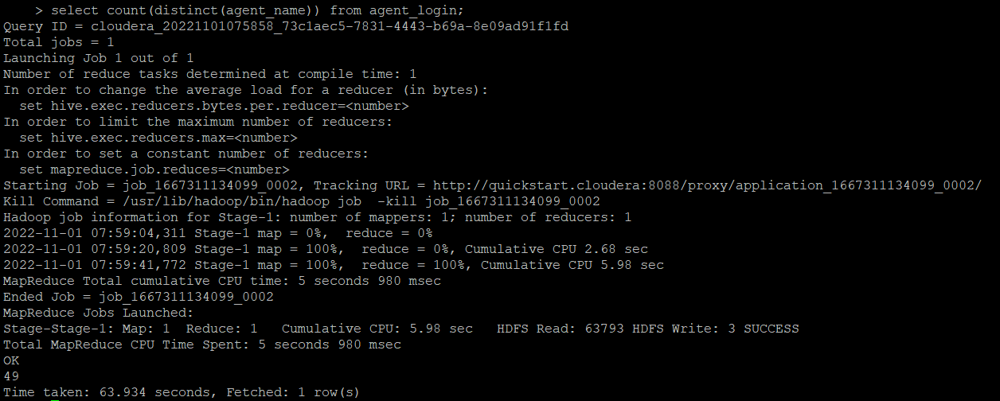 > select count(distinct(agent_name)) from agent_login;
Query ID = cloudera_20221101075858_73c1aec5-7831-4443-b69a-8e09ad91f1fd
Total jobs = 1
Launching Job 1 out of 1
Number of reduce tasks determined at compile time: 1
In order to change the average load for a reducer (in bytes):
  set hive.exec.reducers.bytes.per.reducer=<number>
In order to limit the maximum number of reducers:
  set hive.exec.reducers.max=<number>
In order to set a constant number of reducers:
  set mapreduce.job.reduces=<number>
Starting Job = job_1667311134099_0002, Tracking URL = http://quickstart.cloudera:8088/proxy/application_1667311134099_0002/
Kill Command = /usr/lib/hadoop/bin/hadoop job  -kill job_1667311134099_0002
Hadoop job information for Stage-1: number of mappers: 1; number of reducers: 1
2022-11-01 07:59:04,311 Stage-1 map = 0%,  reduce = 0%
2022-11-01 07:59:20,809 Stage-1 map = 100%,  reduce = 0%, Cumulative CPU 2.68 sec
2022-11-01 07:59:41,772 Stage-1 map = 100%,  reduce = 100%, Cumulative CPU 5.98 sec
MapReduce Total cumulative CPU time: 5 seconds 980 msec
Ended Job = job_1667311134099_0002
MapReduce Jobs Launched:
Stage-Stage-1: Map: 1  Reduce: 1   Cumulative CPU: 5.98 sec   HDFS Read: 63793 HDFS Write: 3 SUCCESS
Total MapReduce CPU Time Spent: 5 seconds 980 msec
OK
49
Time taken: 63.934 seconds, Fetched: 1 row(s)